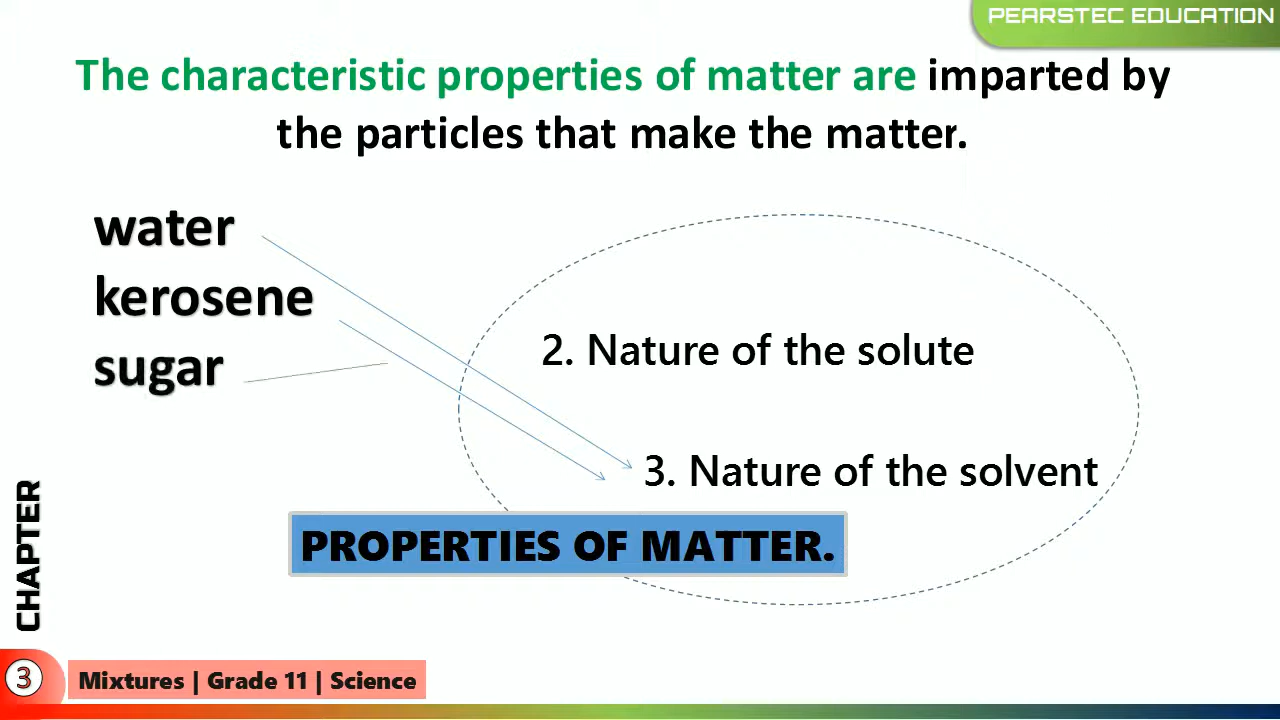 PEARSTEC EDUCATION
The characteristic properties of matter are imparted by
the particles that make the matter.
water
kerosene
sugar
2. Nature of the solute
3. Nature of the solvent
PROPERTIES OF MATTER.
CHAPTER
3
Mixtures | Grade 11 | Science